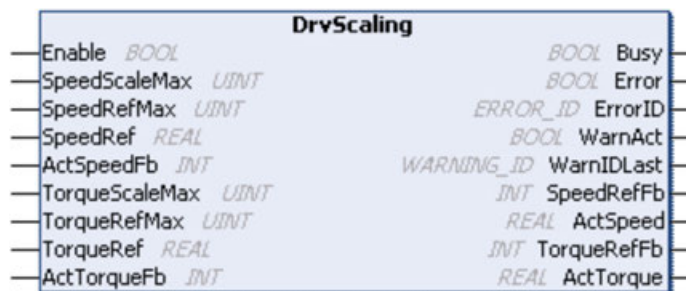 DrvScaling
Enable BOOL BOOL Busy
SpeedScaleMax UINT BOOL Error
SpeedRefMax UINT ERROR_ID ErrorID
SpeedRef REAL BOOL WarnAct
ActSpeedFb INT WARNING_ID WarnIDLast
TorqueScaleMax UINT INT SpeedRefFb
TorqueRefMax UINT REAL ActSpeed
TorqueRef REAL INT TorqueRefFb
ActTorqueFb INT REAL ActTorque